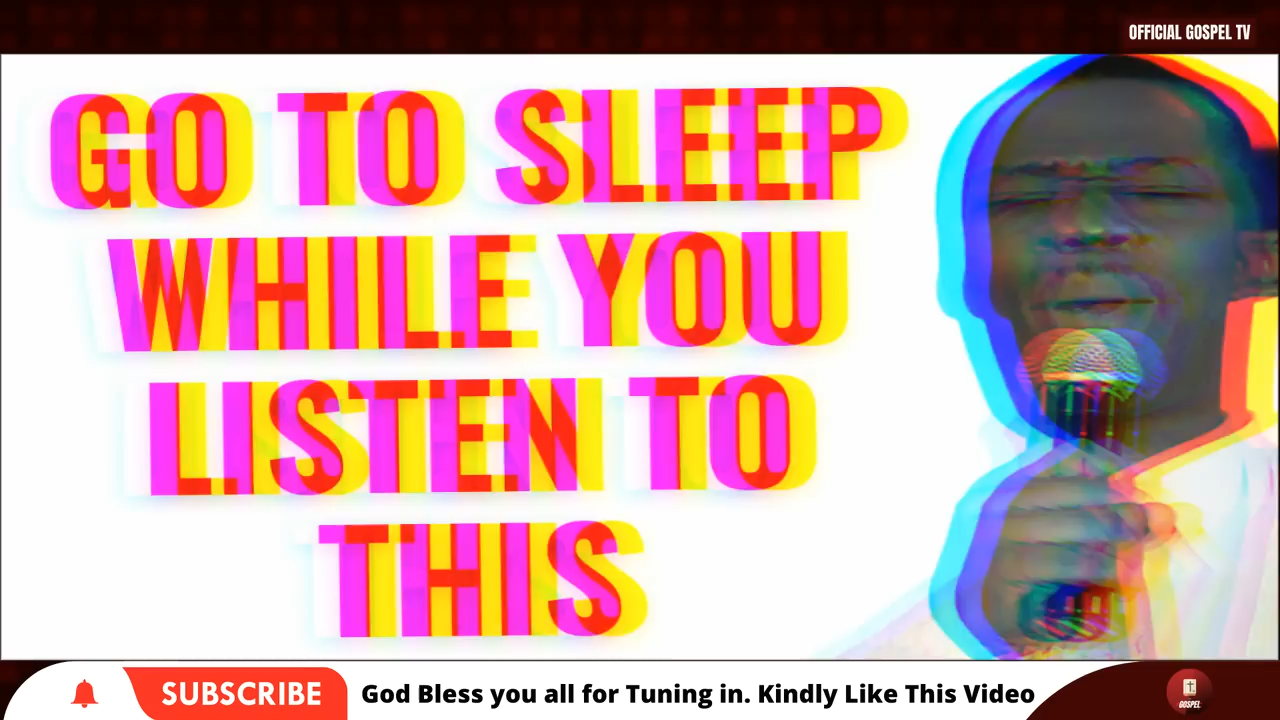 OFFICIAL GOSPEL TV
GO TO SLEEP
WHILE YOU
LISTEN TO
THIS
SUBSCRIBE
God Bless you all for Tuning in. Kindly Like This Video
GOSPEL